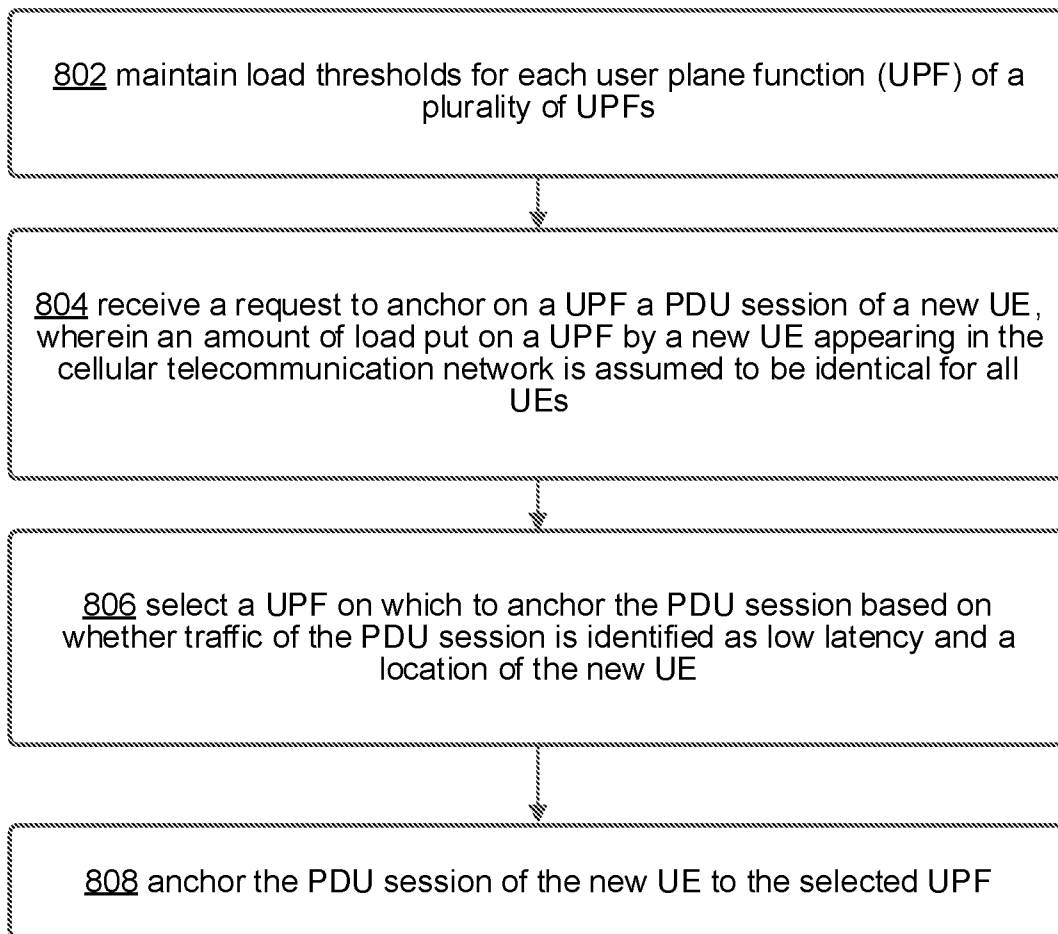 802 maintain load thresholds for each user plane function (UPF) of a
plurality of UPFs
804 receive a request to anchor on a UPF a PDU session of a new UE,
wherein an amount of load put on a UPF by a new UE appearing in the
cellular telecommunication network is assumed to be identical for all
UEs
806 select a UPF on which to anchor the PDU session based on
whether traffic of the PDU session is identified as low latency and a
location of the new UE
808 anchor the PDU session of the new UE to the selected UPF